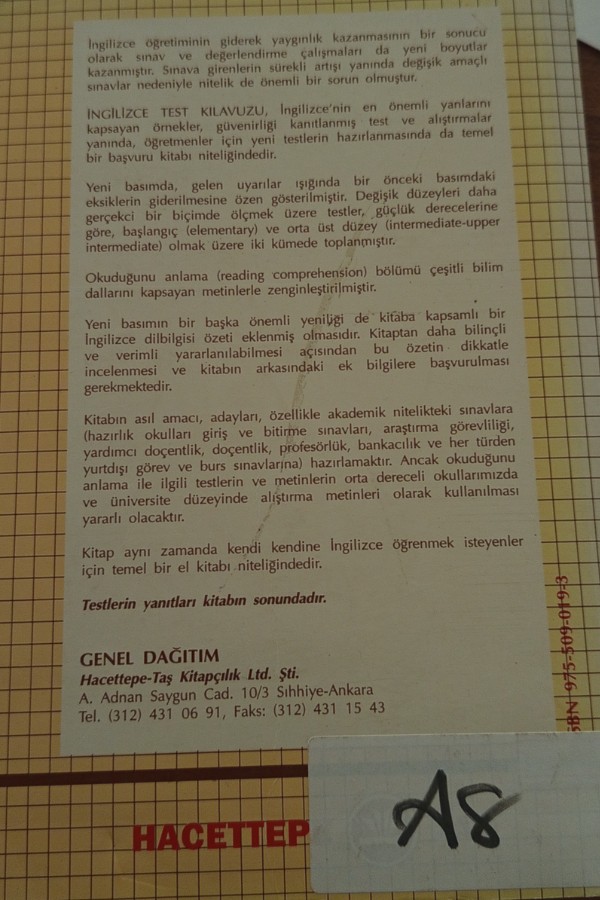 İngilizce öğretiminin giderek yaygınlık kazanmasının bir sonucu
olarak sınav ve değerlendirme çalışmaları da yeni boyutlar
kazanmıştır. Sınava girenlerin sürekli artışı yanında değişik amaçlı
sınavlar nedeniyle nitelik de önemli bir sorun olmuştur.
İNGİLİZCE TEST KILAVUZU, İngilizce'nin en önemli yanlarını
kapsayan örnekler, güvenirliği kanıtlanmış test ve alıştırmalar
yanında, öğretmenler için yeni testlerin hazırlanmasında da temel
bir başvuru kitabı niteliğindedir.
Yeni basımda, gelen uyarılar ışığında bir önceki basımdaki
eksiklerin giderilmesine özen gösterilmiştir. Değişik düzeyleri daha
gerçekci bir biçimde ölçmek üzere testler, güçlük derecelerine
göre, başlangıç (elementary) ve orta üst düzey (intermediate-upper
intermediate) olmak üzere iki kümede toplanmıştır.
Okuduğunu anlama (reading comprehension) bölümü çeşitli bilim
dallarını kapsayan metinlerle zenginleştirilmiştir.
Yeni basımın bir başka önemli yeniliği de kitaba kapsamlı bir
İngilizce dilbilgisi özeti eklenmiş olmasıdır. Kitaptan daha bilinçli
ve verimli yararlanılabilmesi açısından bu özetin dikkatle
incelenmesi ve kitabın arkasındaki ek bilgilere başvurulması
gerekmektedir.
Kitabın asıl amacı, adayları, özellikle akademik nitelikteki sınavlara
(hazırlık okulları giriş ve bitirme sınavları, araştırma görevliliği,
yardımcı doçentlik, doçentlik, profesörlük, bankacılık ve her türden
yurtdışı görev ve burs sınavlarına) hazırlamaktır. Ancak okuduğunu
anlama ile ilgili testlerin ve metinlerin orta dereceli okullarımızda
ve üniversite düzeyinde alıştırma metinleri olarak kullanılması
yararlı olacaktır.
Kitap aynı zamanda kendi kendine İngilizce öğrenmek isteyenler
için temel bir el kitabı niteliğindedir.
Testlerin yanıtları kitabın sonundadır.
GENEL DAĞITIM
Hacettepe-Taş Kitapçılık Ltd. Şti.
A. Adnan Saygun Cad. 10/3 Sıhhiye-Ankara
Tel. (312) 431 06 91, Faks: (312) 431 15 43
ISBN 975-509-019-3
HACETTEP
A8